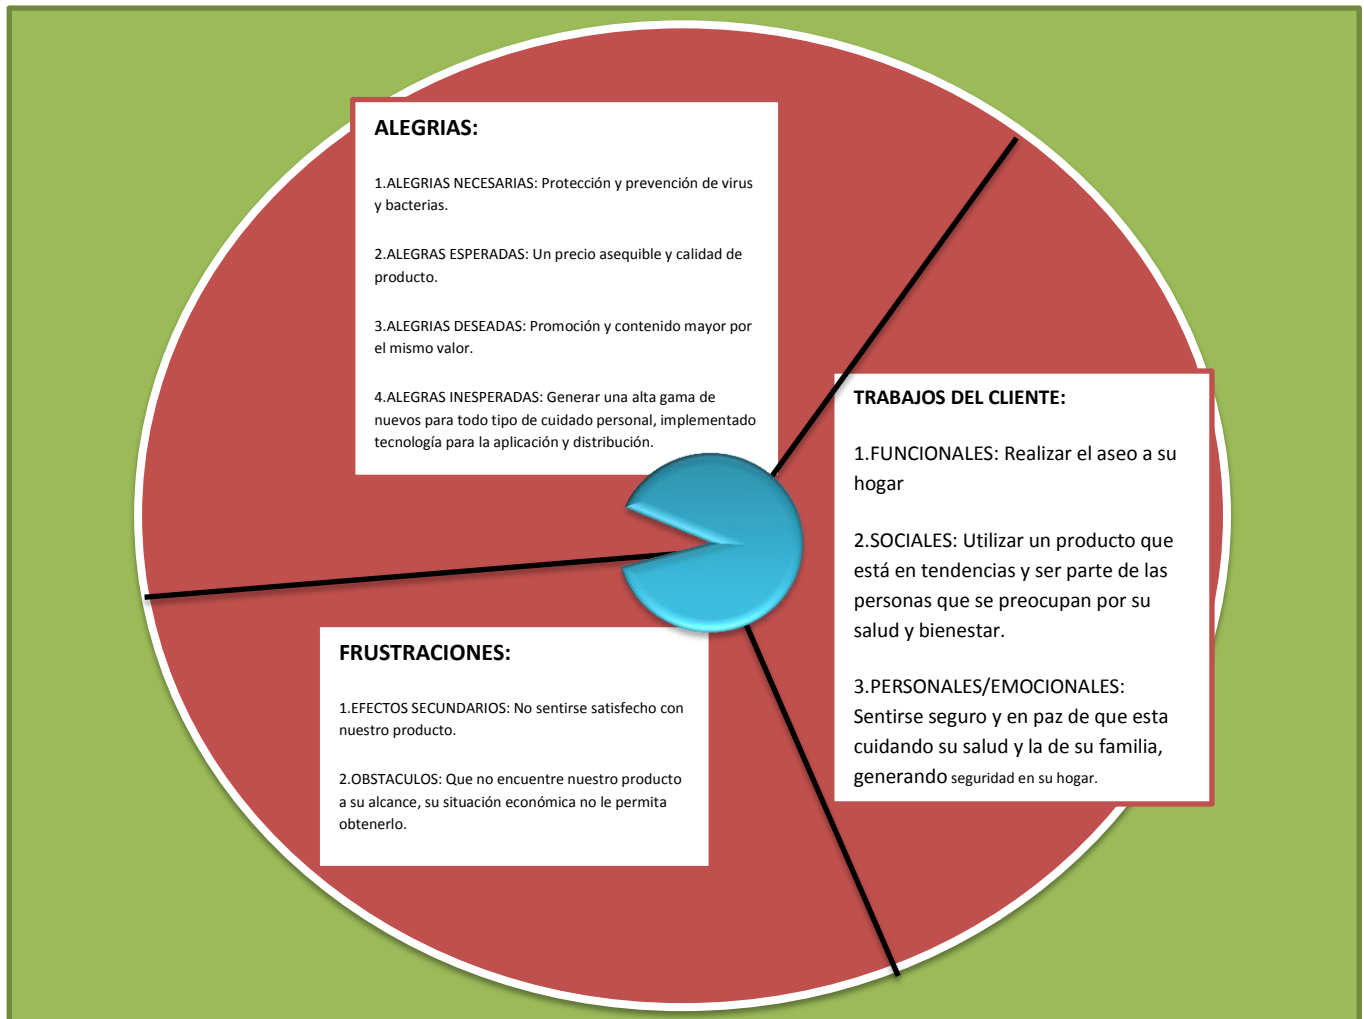 ALEGRIAS:
1.ALEGRIAS NECESARIAS: Protección y prevención de virus
y bacterias.
2.ALEGRAS ESPERADAS: Un precio asequible y calidad de
producto.
3.ALEGRIAS DESEADAS: Promoción y contenido mayor por
el mismo valor.
4.ALEGRAS INESPERADAS: Generar una alta gama de
nuevos para todo tipo de cuidado personal, implementado
tecnología para la aplicación y distribución.
TRABAJOS DEL CLIENTE:
1.FUNCIONALES: Realizar el aseo a su
hogar
2.SOCIALES: Utilizar un producto que
está en tendencias y ser parte de las
personas que se preocupan por su
salud y bienestar.
3.PERSONALES/EMOCIONALES:
Sentirse seguro y en paz de que esta
cuidando su salud y la de su familia,
generando seguridad en su hogar.
FRUSTRACIONES:
1.EFECTOS SECUNDARIOS: No sentirse satisfecho con
nuestro producto.
2.OBSTACULOS: Que no encuentre nuestro producto
a su alcance, su situación económica no le permita
obtenerlo.